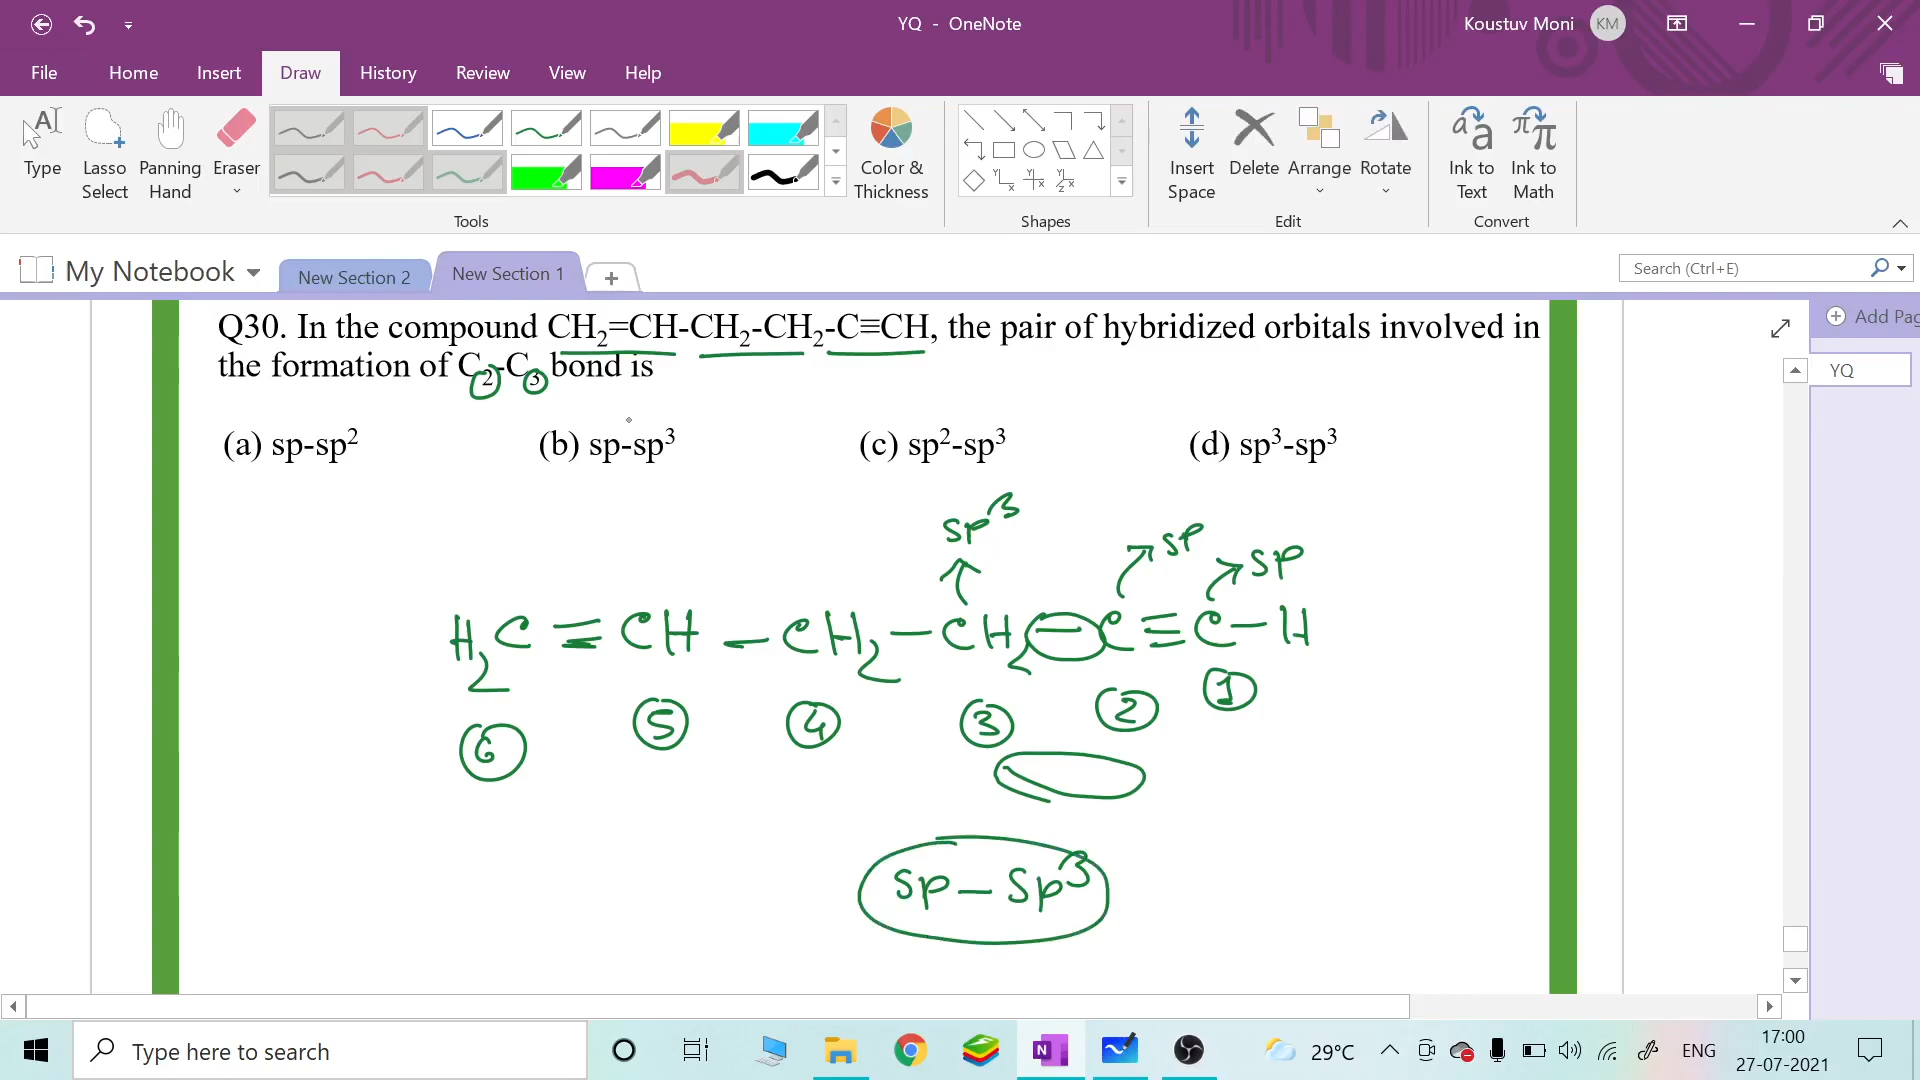 YQ - OneNote
Koustuv Moni KM
File Home Insert Draw History Review View Help
Type
Lasso Select
Panning Hand
Eraser
Color & Thickness
Insert Space
Delete
Arrange
Rotate
Ink to Text
Ink to Math
Tools
Shapes
Edit
Convert
My Notebook
New Section 2
New Section 1
+
Search (Ctrl+E)
Add Pag
YQ
Q30. In the compound CH₂=CH-CH₂-CH₂-C≡CH, the pair of hybridized orbitals involved in
the formation of C₂-C₃ bond is
(a) sp-sp² (b) sp-sp³ (c) sp²-sp³ (d) sp³-sp³
sp³ sp sp
H₂C = CH - CH₂ - CH₂ - C ≡ C - H
6 5 4 3 2 1
sp - sp³
Type here to search
29°C
ENG
17:00
27-07-2021